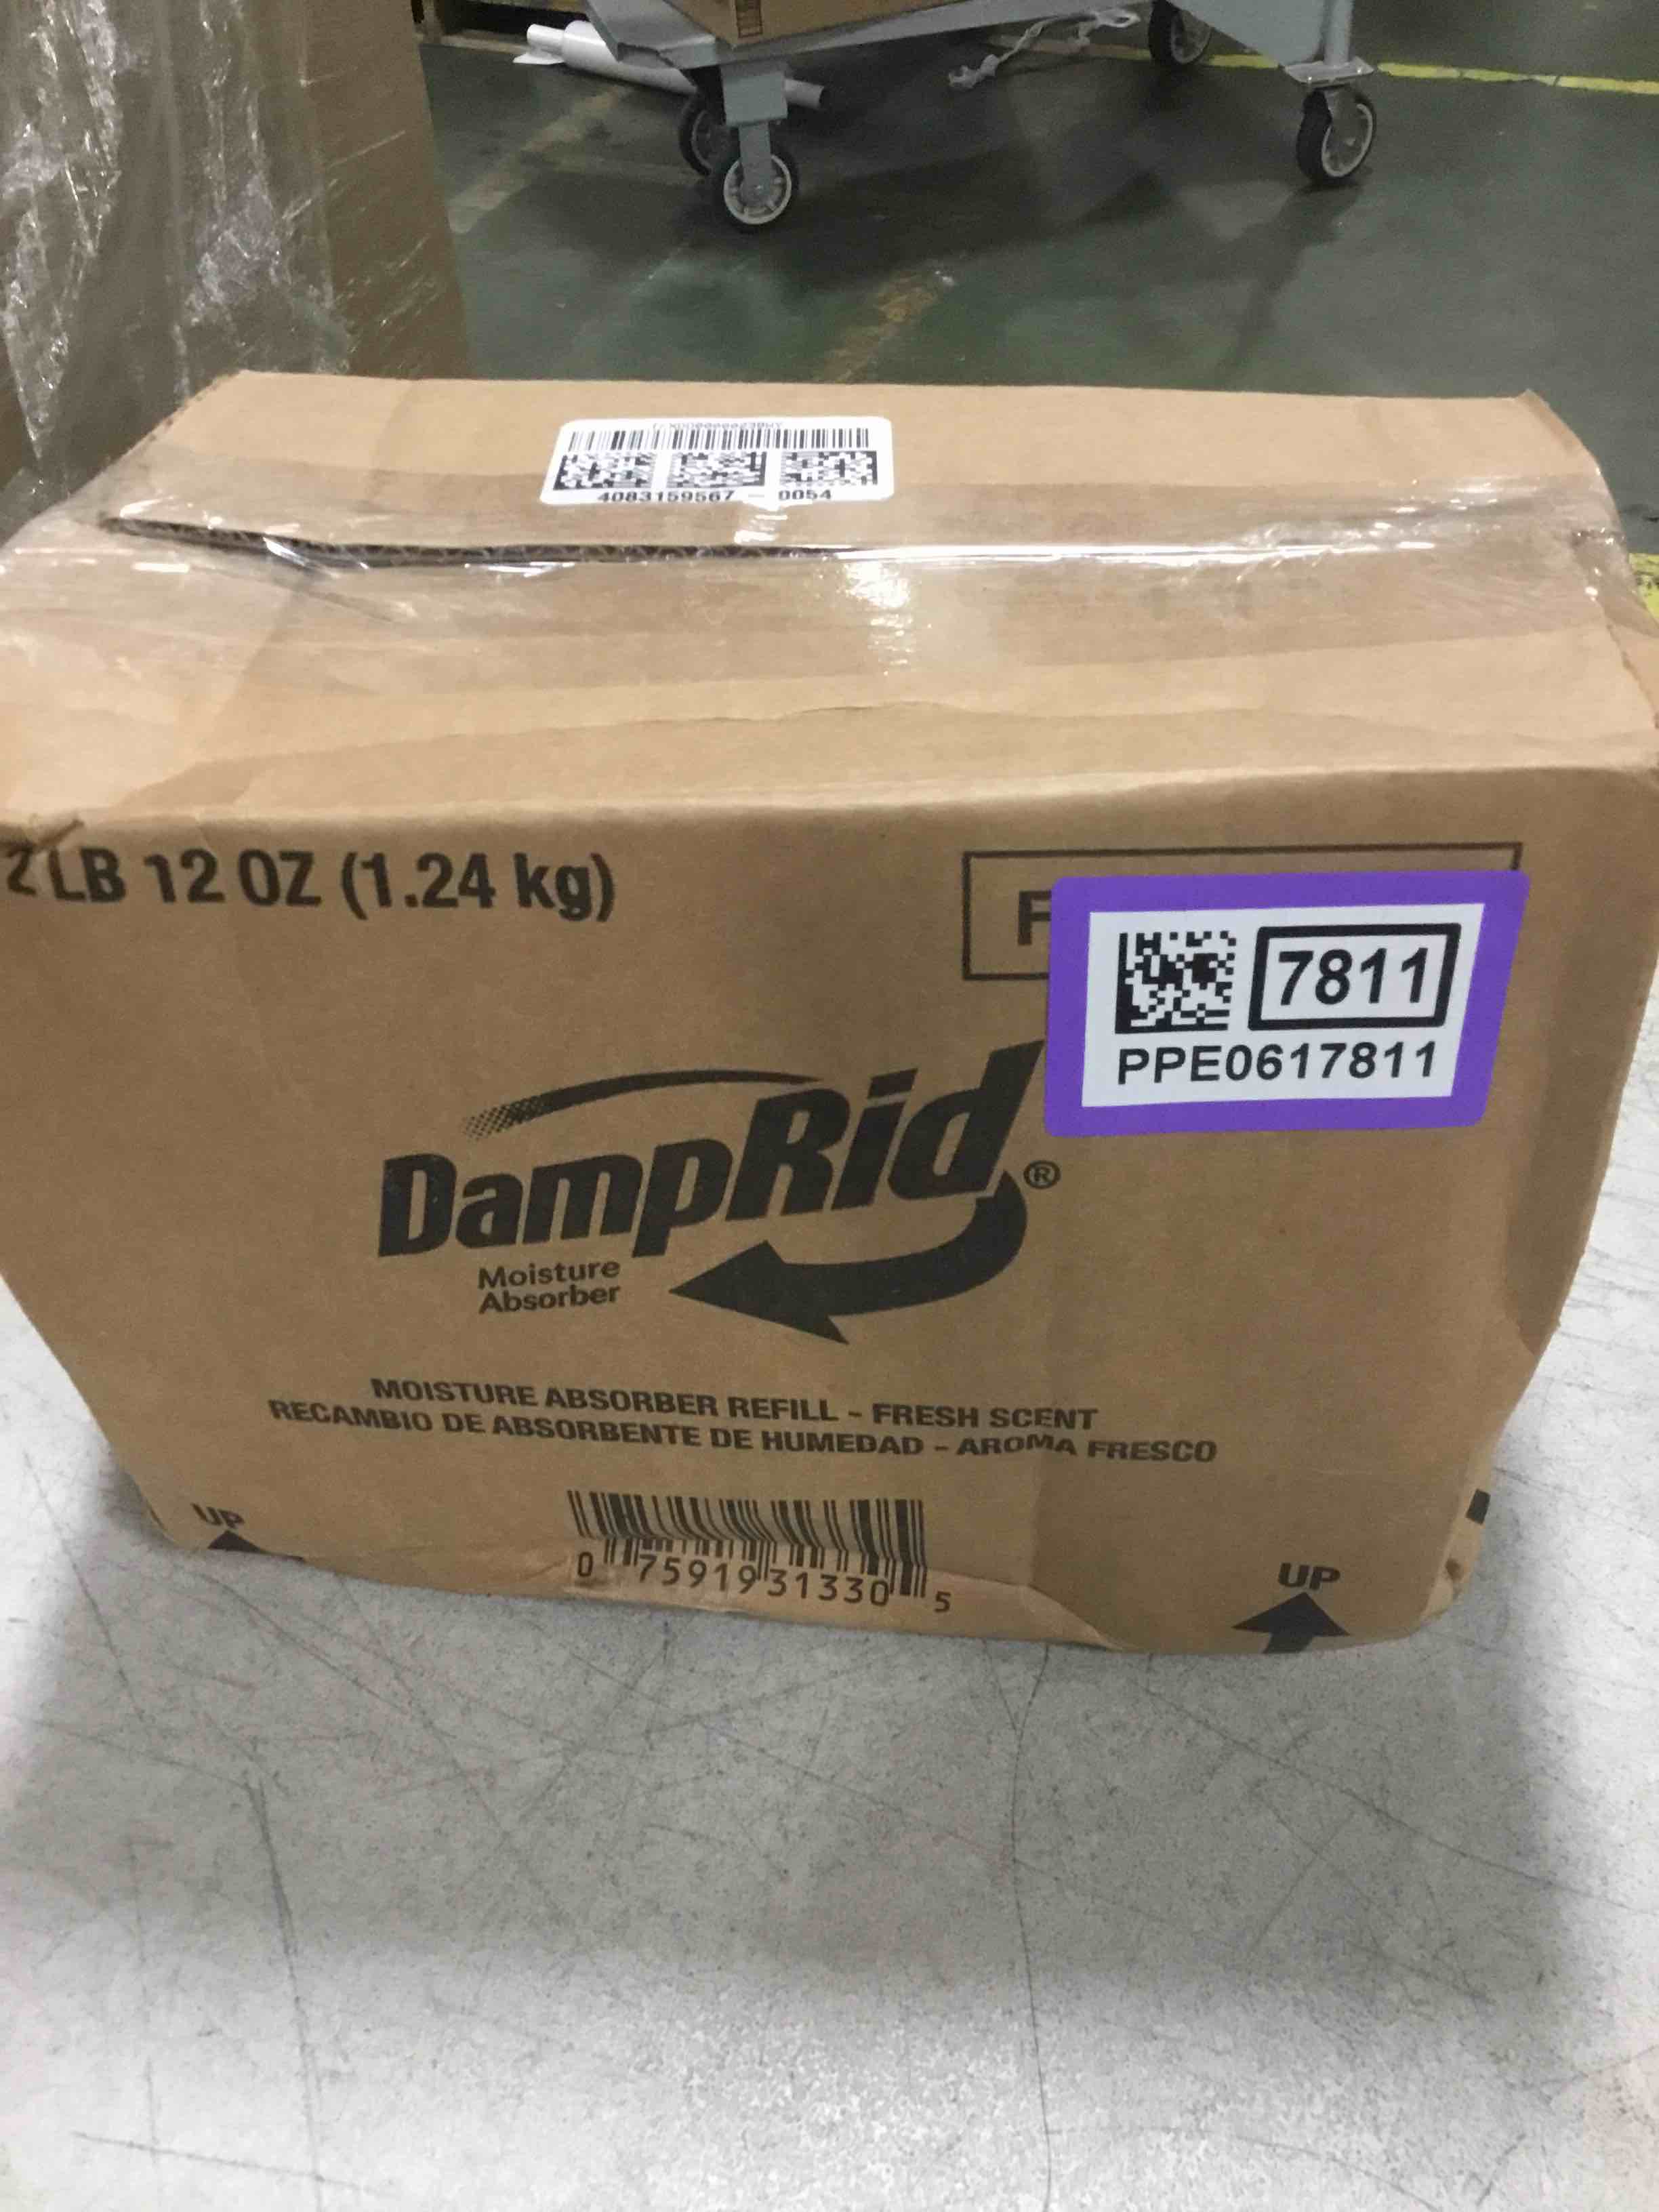 4083159567 - 0054
2 LB 12 OZ (1.24 kg)
F
7811
PPE0617811
DampRid®
Moisture
Absorber
MOISTURE ABSORBER REFILL - FRESH SCENT
RECAMBIO DE ABSORBENTE DE HUMEDAD - AROMA FRESCO
UP
0 75919 31330 5
UP